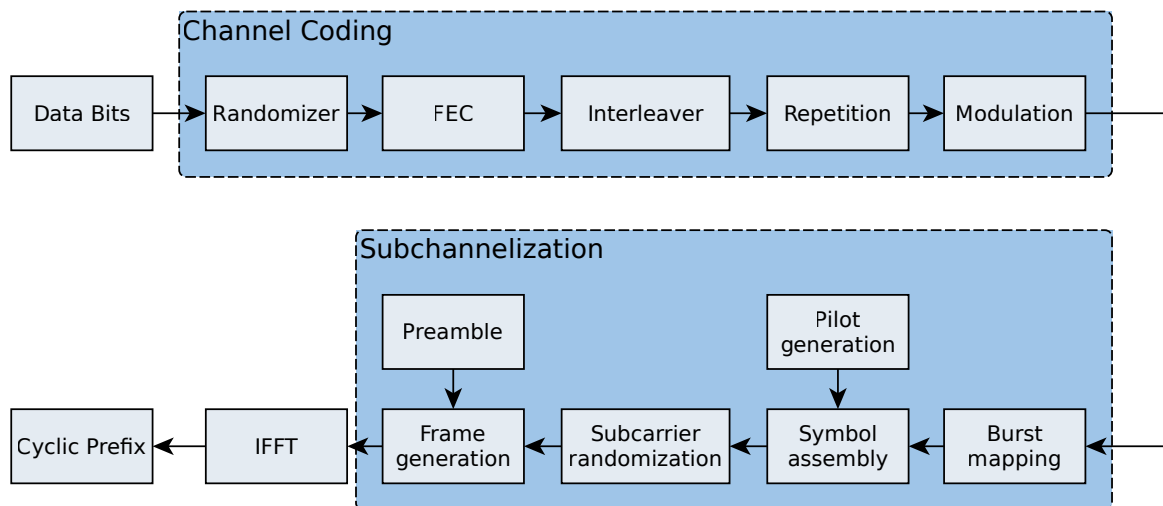 Channel Coding
Data Bits
Randomizer
FEC
Interleaver
Repetition
Modulation
Subchannelization
Preamble
Pilot
generation
Cyclic Prefix
IFFT
Frame
generation
Subcarrier
randomization
Symbol
assembly
Burst
mapping